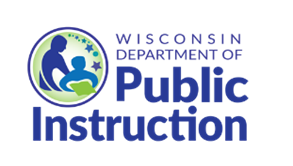 WISCONSIN
DEPARTMENT OF
Public
Instruction